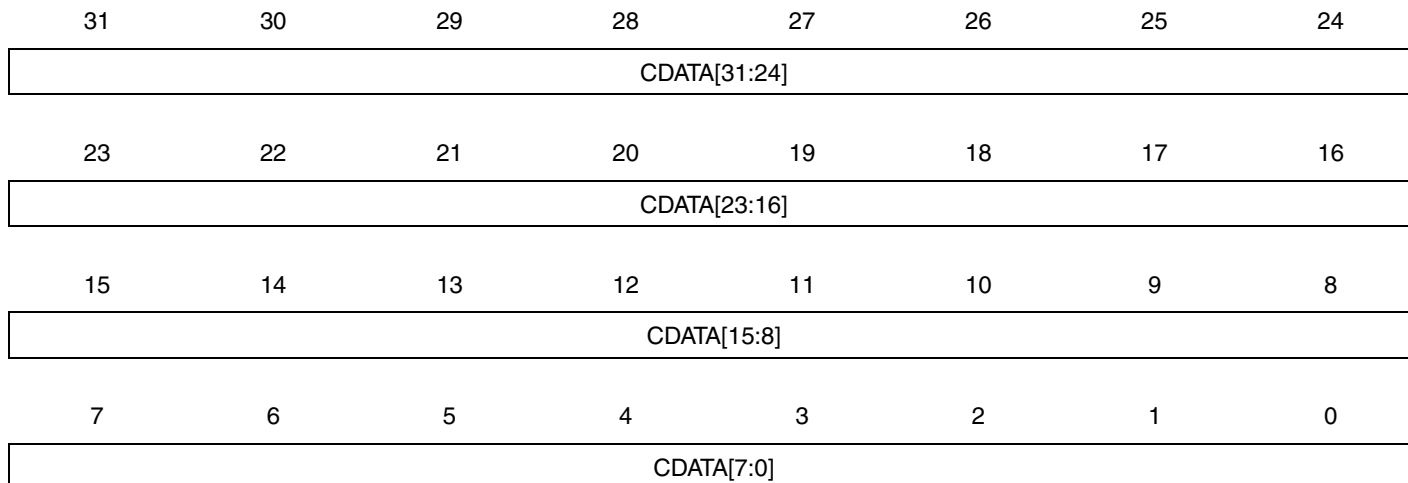 31 30 29 28 27 26 25 24
CDATA[31:24]
23 22 21 20 19 18 17 16
CDATA[23:16]
15 14 13 12 11 10 9 8
CDATA[15:8]
7 6 5 4 3 2 1 0
CDATA[7:0]